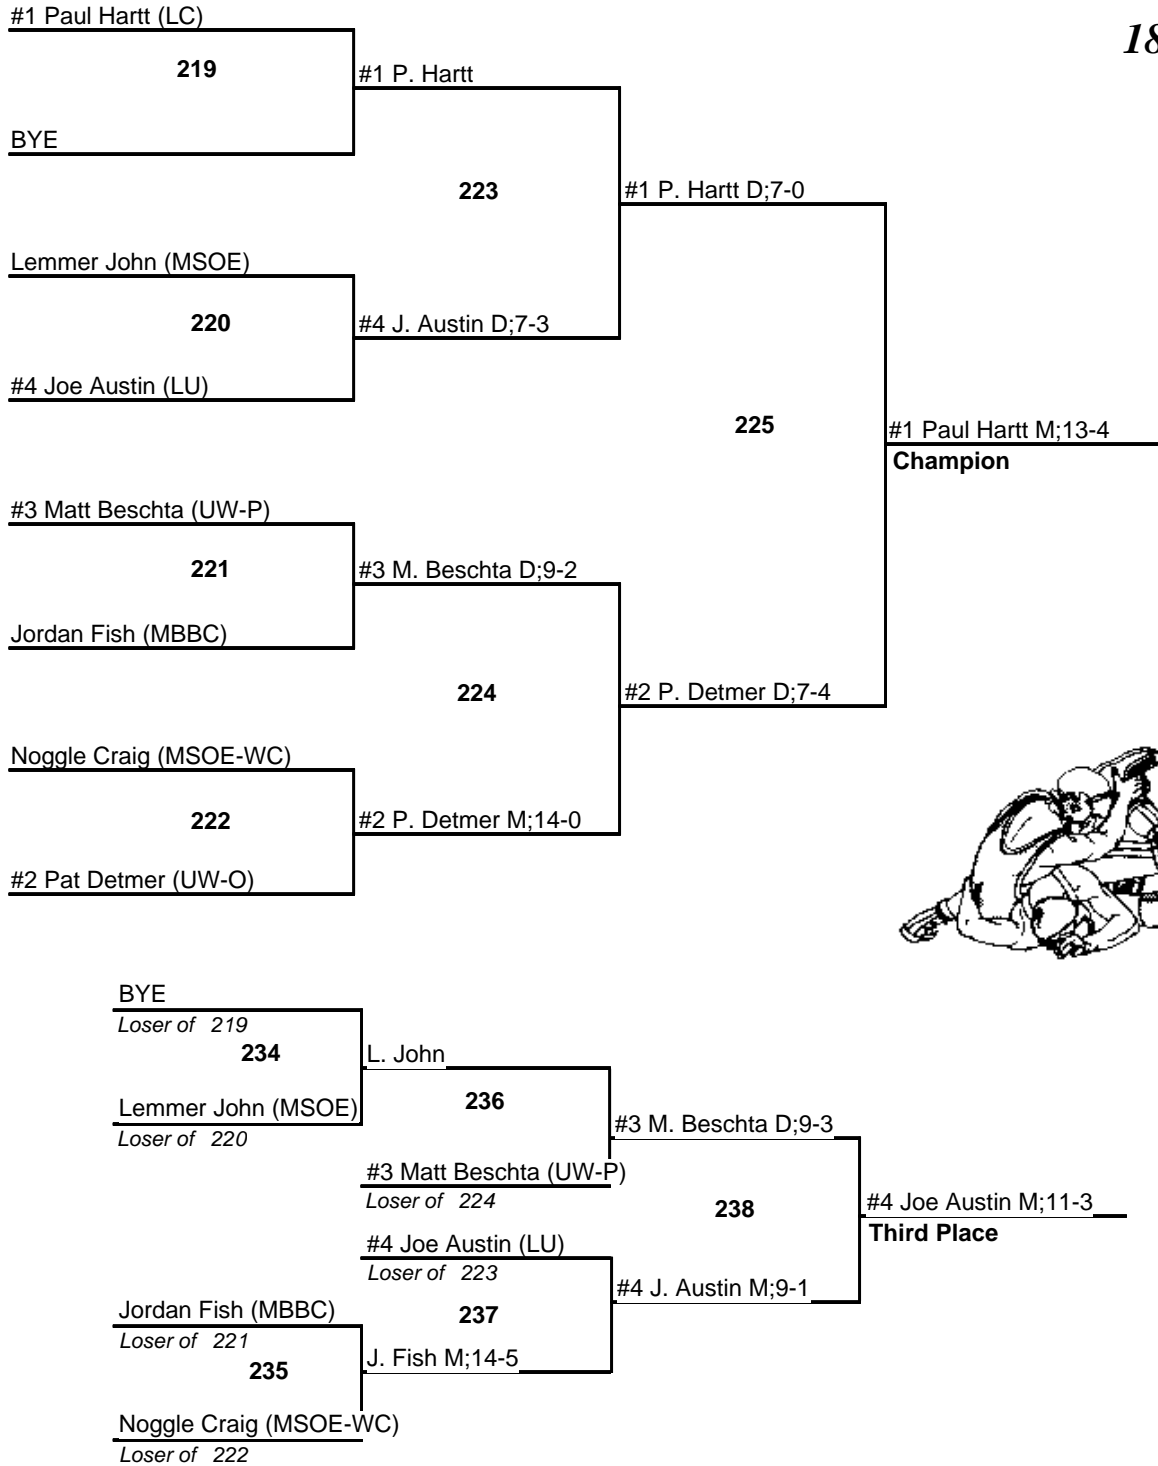 #1 Paul Hartt (LC)
18
219
#1 P. Hartt
BYE
223
#1 P. Hartt D;7-0
Lemmer John (MSOE)
220
#4 J. Austin D;7-3
#4 Joe Austin (LU)
225
#1 Paul Hartt M;13-4
Champion
#3 Matt Beschta (UW-P)
221
#3 M. Beschta D;9-2
Jordan Fish (MBBC)
224
#2 P. Detmer D;7-4
Noggle Craig (MSOE-WC)
222
#2 P. Detmer M;14-0
#2 Pat Detmer (UW-O)
BYE
Loser of 219
234
L. John
Lemmer John (MSOE)
Loser of 220
236
#3 M. Beschta D;9-3
#3 Matt Beschta (UW-P)
Loser of 224
238
#4 Joe Austin M;11-3
Third Place
#4 Joe Austin (LU)
Loser of 223
#4 J. Austin M;9-1
Jordan Fish (MBBC)
Loser of 221
237
235
J. Fish M;14-5
Noggle Craig (MSOE-WC)
Loser of 222